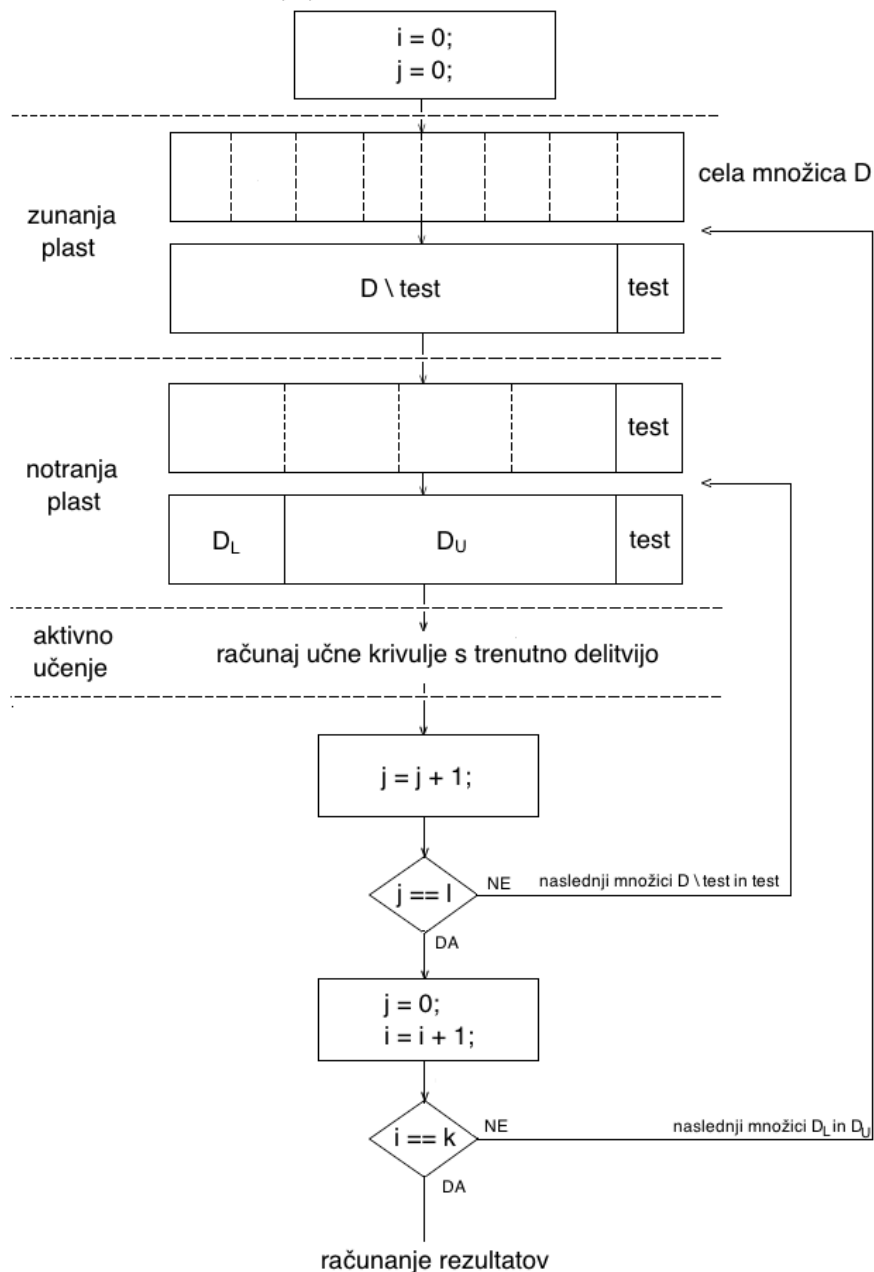 i = 0;
j = 0;
cela množica D
zunanja
plast
D \ test
test
notranja
plast
test
D_L
D_U
test
aktivno
učenje
računaj učne krivulje s trenutno delitvijo
j = j + 1;
j == l
NE
naslednji množici D \ test in test
DA
j = 0;
i = i + 1;
i == k
NE
naslednji množici D_L in D_U
DA
računanje rezultatov